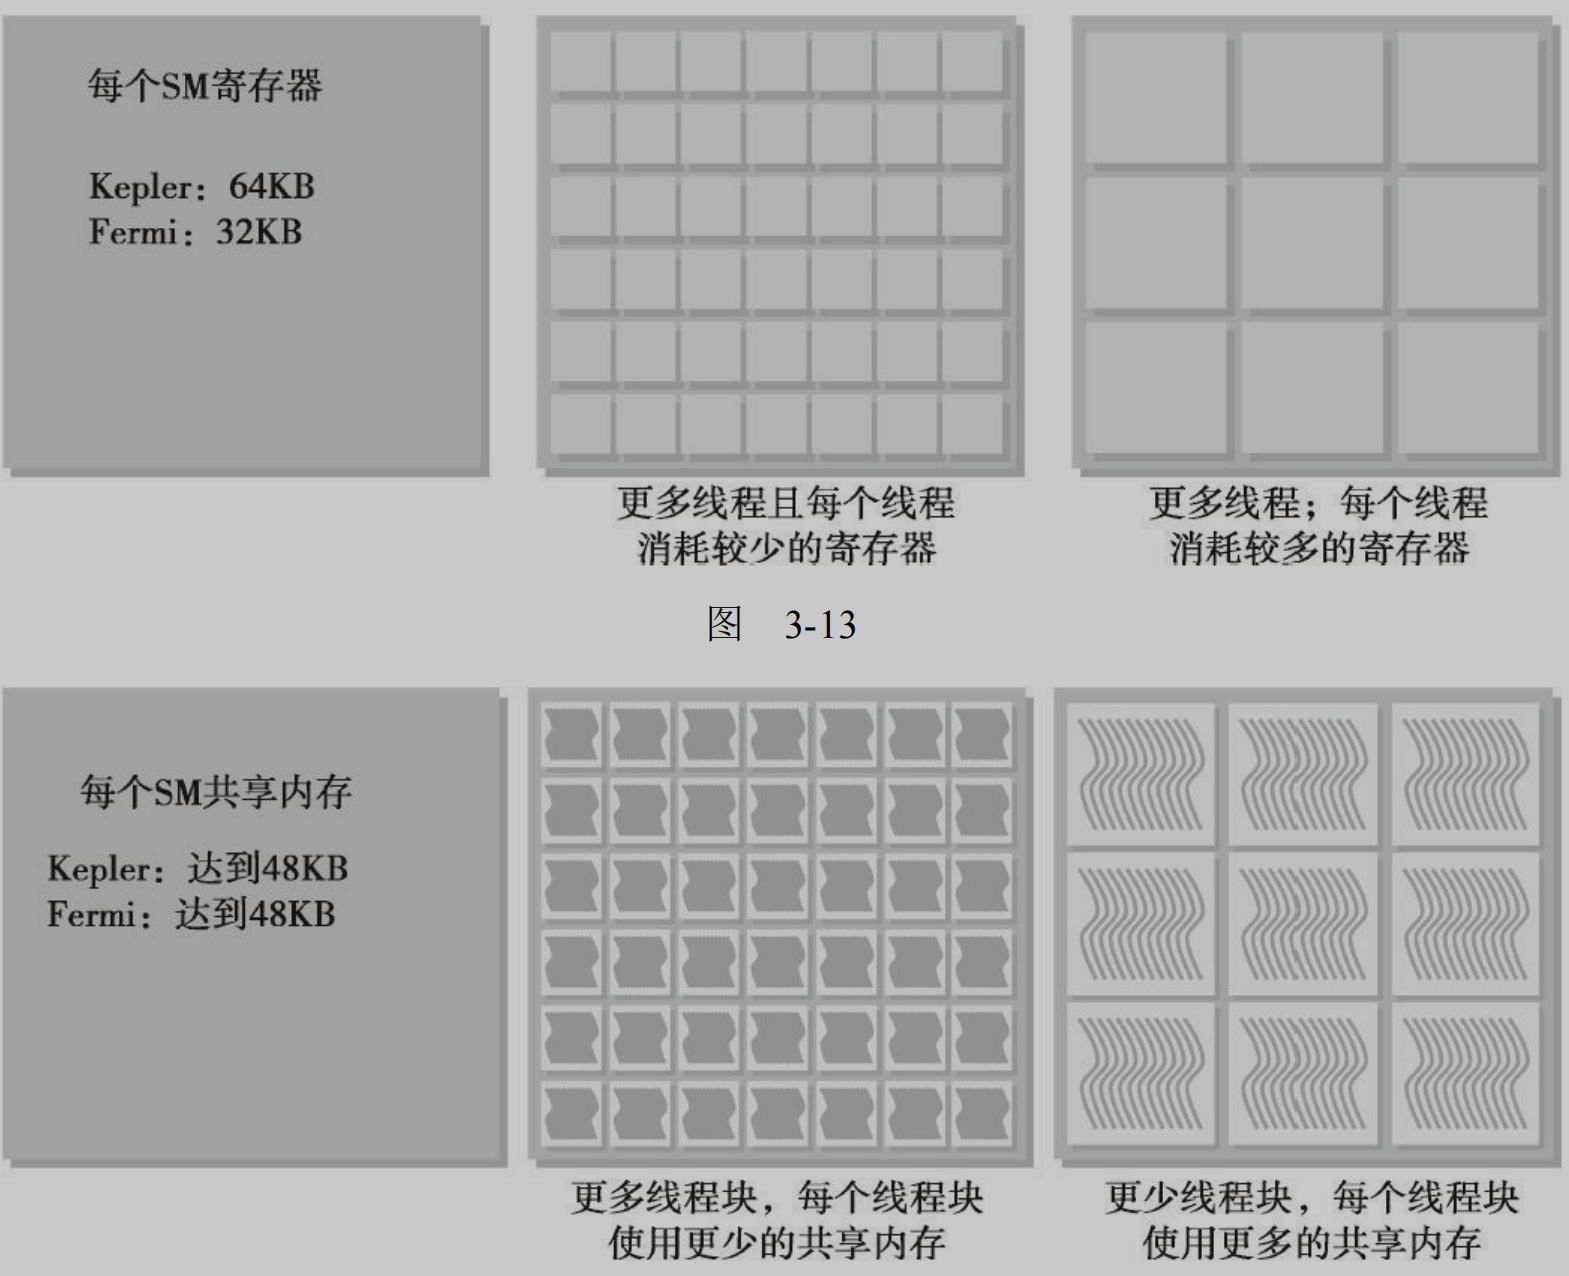 每个SM寄存器
Kepler：64KB
Fermi：32KB
更多线程且每个线程
消耗较少的寄存器
更多线程；每个线程
消耗较多的寄存器
图 3-13
每个SM共享内存
Kepler：达到48KB
Fermi：达到48KB
更多线程块，每个线程块
使用更少的共享内存
更少线程块，每个线程块
使用更多的共享内存